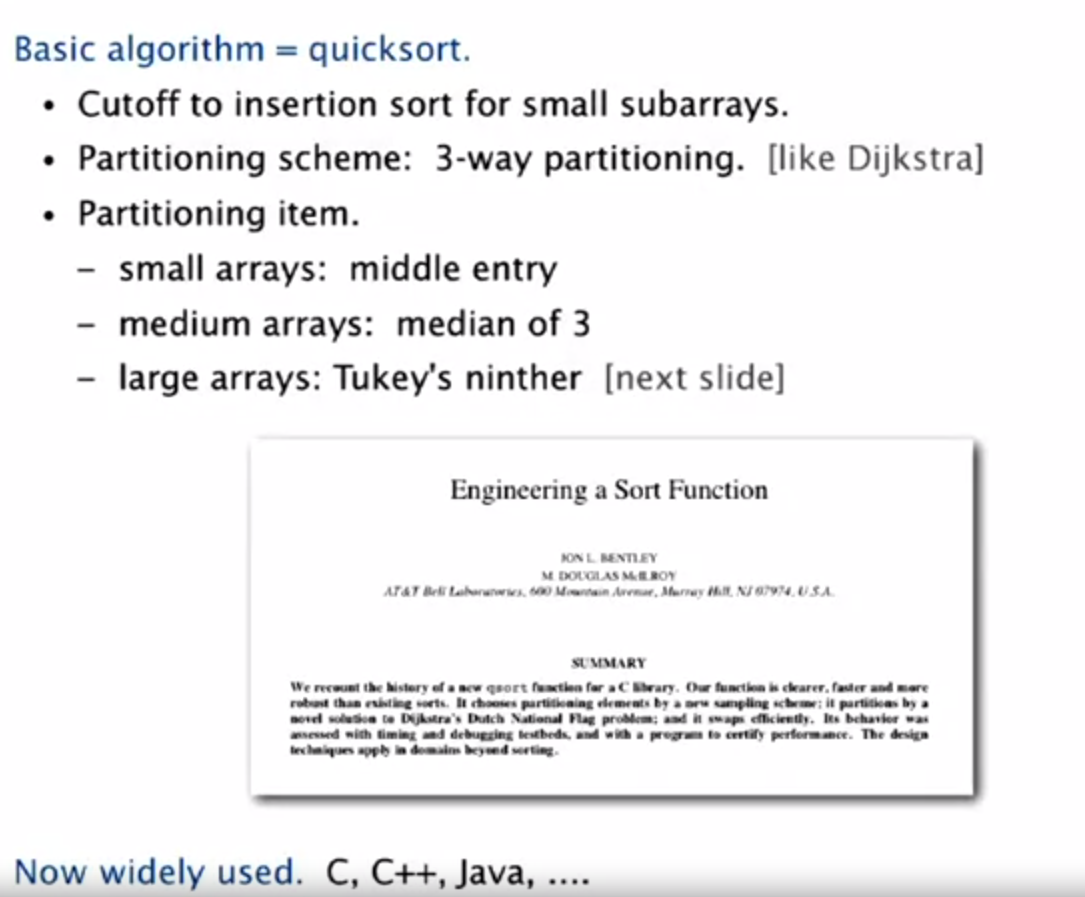 Basic algorithm = quicksort.
• Cutoff to insertion sort for small subarrays.
• Partitioning scheme: 3-way partitioning. [like Dijkstra]
• Partitioning item.
– small arrays: middle entry
– medium arrays: median of 3
– large arrays: Tukey's ninther [next slide]
Engineering a Sort Function
JON L. BENTLEY
M. DOUGLAS McILROY
AT&T Bell Laboratories, 600 Mountain Avenue, Murray Hill, NJ 07974, U.S.A.
SUMMARY
We recount the history of a new qsort function for a C library. Our function is clearer, faster and more
robust than existing sorts. It chooses partitioning elements by a new sampling scheme; it partitions by a
novel solution to Dijkstra's Dutch National Flag problem; and it swaps efficiently. Its behavior was
assessed with timing and debugging testbeds, and with a program to certify performance. The design
techniques apply in domains beyond sorting.
Now widely used. C, C++, Java, ....